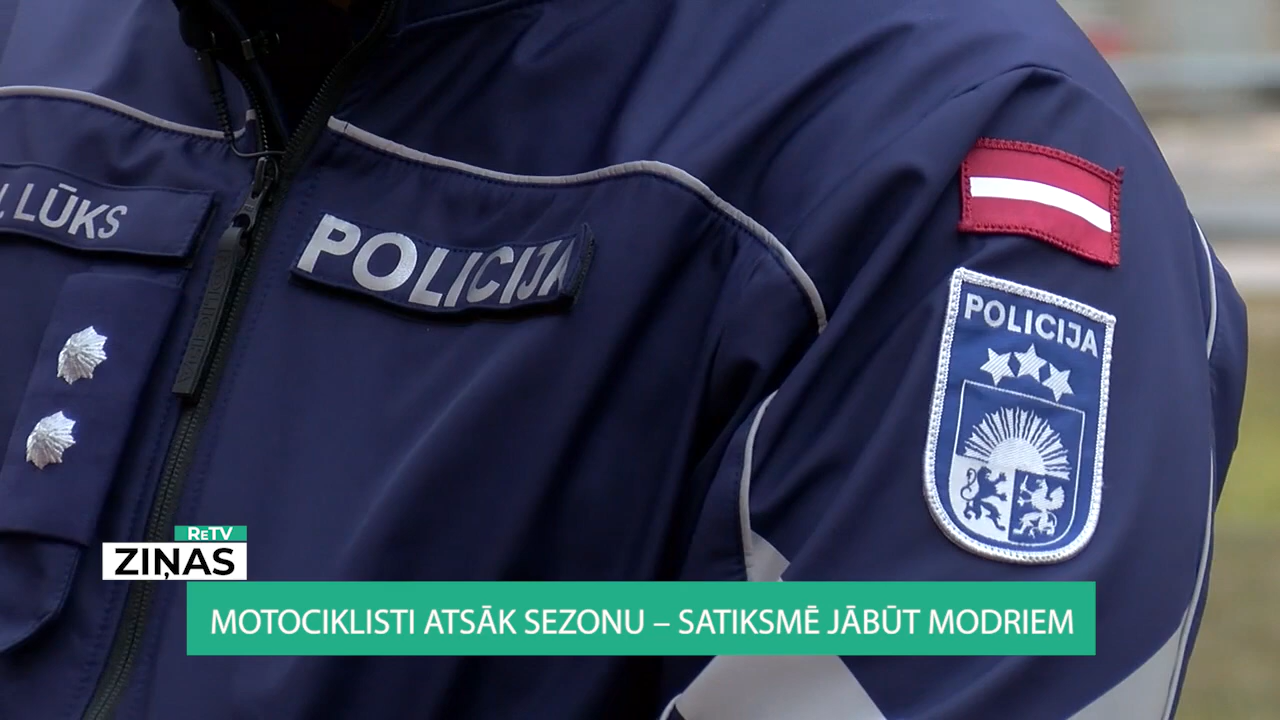 LŪKS
POLICIJA
POLICIJA
ReTV
ZIŅAS
MOTOCIKLISTI ATSĀK SEZONU – SATIKSMĒ JĀBŪT MODRIEM